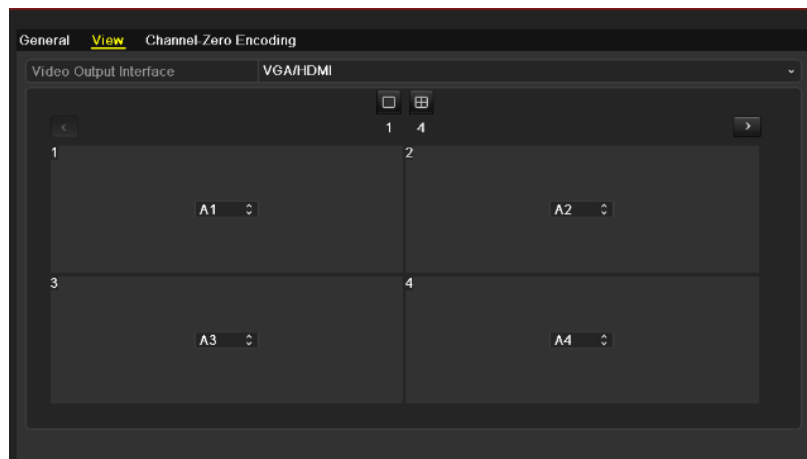 General View Channel-Zero Encoding
Video Output Interface VGA/HDMI
1 4
1 2
A1 A2
3 4
A3 A4